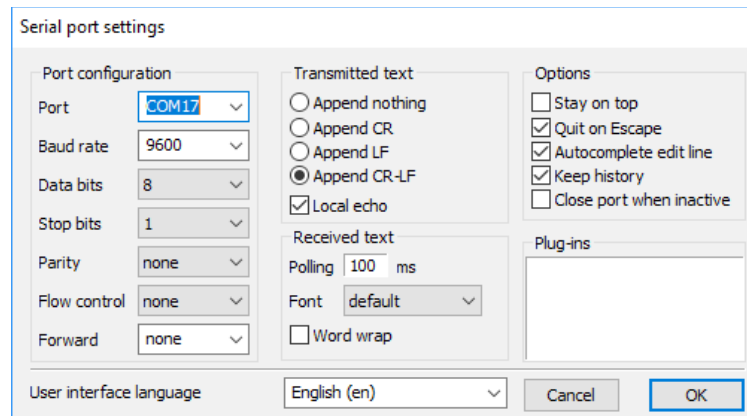 Serial port settings
Port configuration
Port COM17
Baud rate 9600
Data bits 8
Stop bits 1
Parity none
Flow control none
Forward none
Transmitted text
Append nothing
Append CR
Append LF
Append CR-LF
Local echo
Received text
Polling 100 ms
Font default
Word wrap
Options
Stay on top
Quit on Escape
Autocomplete edit line
Keep history
Close port when inactive
Plug-ins
User interface language English (en) Cancel OK